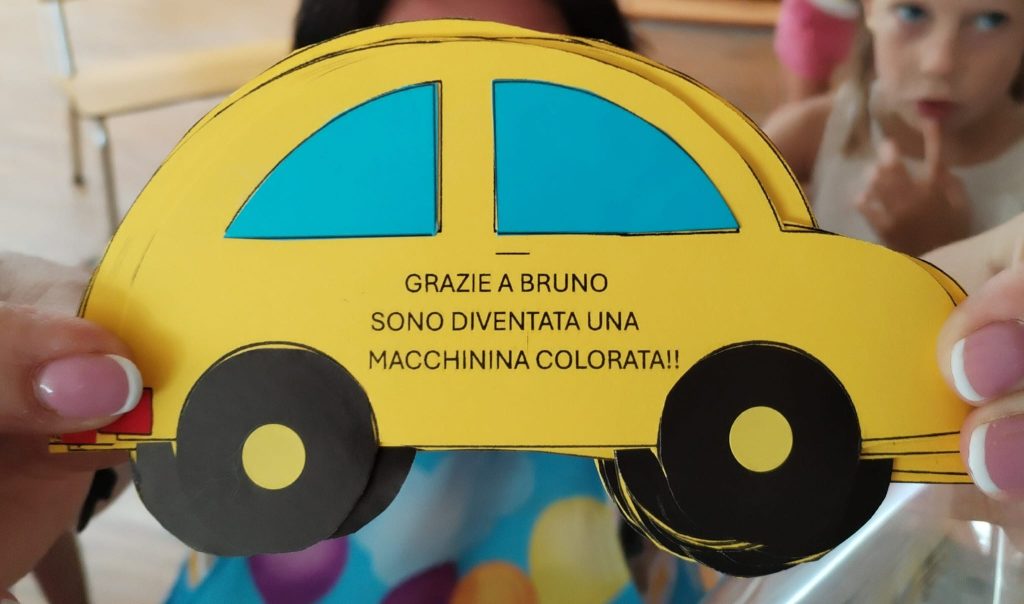 GRAZIE A BRUNO
SONO DIVENTATA UNA
MACCHININA COLORATA!!